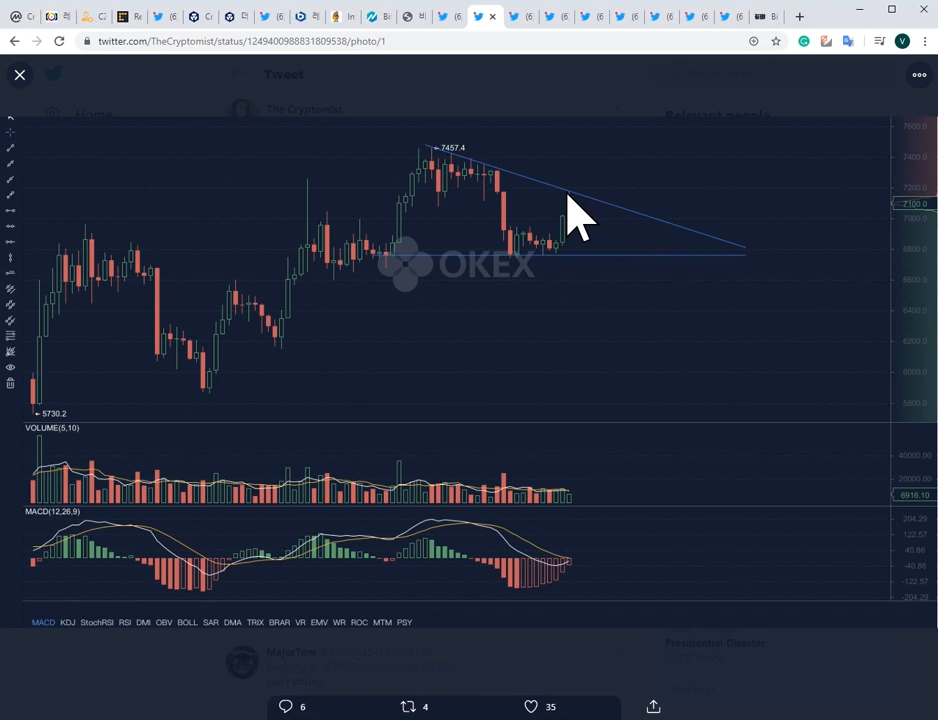 twitter.com/TheCryptomist/status/1249400988831809538/photo/1
V
Tweet
The Cryptomist
Home
Relevant people
7457.4
5730.2
OKEX
7600.0
7400.0
7200.0
7100.0
7000.0
6800.0
6600.0
6400.0
6200.0
VOLUME(5,10)
40000.00
20000.00
6916.10
MACD(12,26,9)
204.29
122.57
40.86
-40.86
-122.57
-204.29
MACD KDJ StochRSI RSI DMI OBV BOLL SAR DMA TRIX BRAR VR EMV WR ROC MTM PSY
MajorTom
Presidential Disaster
6
4
35